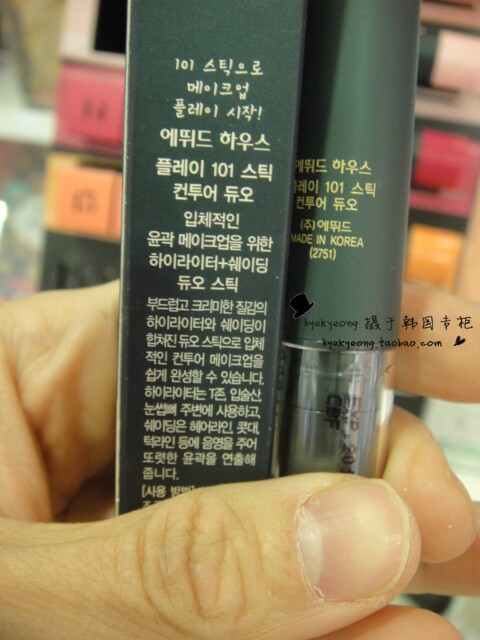 101 스틱으로
메이크업
플레이 시작!
에뛰드 하우스
플레이 101 스틱
컨투어 듀오
입체적인
윤곽 메이크업을 위한
하이라이터+쉐이딩
듀오 스틱
부드럽고 크리미한 질감의
하이라이터와 쉐이딩이
합쳐진 듀오 스틱으로 입체
적인 컨투어 메이크업을
쉽게 완성할 수 있습니다.
하이라이터는 T존, 입술산,
눈썹뼈 주변에 사용하고,
쉐이딩은 헤어라인, 콧대,
턱라인 등에 음영을 주어
또렷한 윤곽을 연출해
줍니다.
[사용 방법]
에뛰드 하우스
플레이 101 스틱
컨투어 듀오
(주)에뛰드
MADE IN KOREA
(2751)
hyekyeong 摄于韩国专柜
hyekyeong.taobao.com
EXP